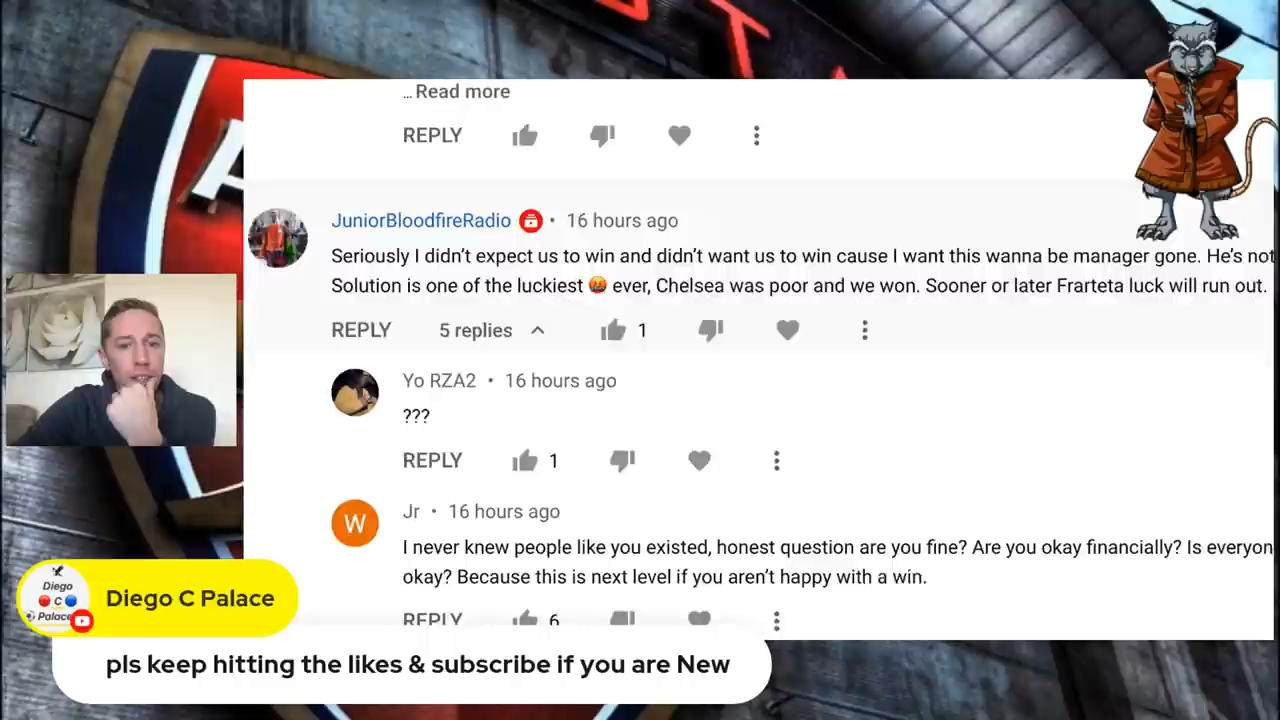 ... Read more
REPLY
JuniorBloodfireRadio • 16 hours ago
Seriously I didn't expect us to win and didn't want us to win cause I want this wanna be manager gone. He's not
Solution is one of the luckiest 🤬 ever, Chelsea was poor and we won. Sooner or later Frarteta luck will run out.
REPLY 5 replies 1
Yo RZA2 • 16 hours ago
???
REPLY 1
W
Jr • 16 hours ago
I never knew people like you existed, honest question are you fine? Are you okay financially? Is everyon
okay? Because this is next level if you aren't happy with a win.
REPLY 6
Diego
C
Palace
Diego C Palace
pls keep hitting the likes & subscribe if you are New